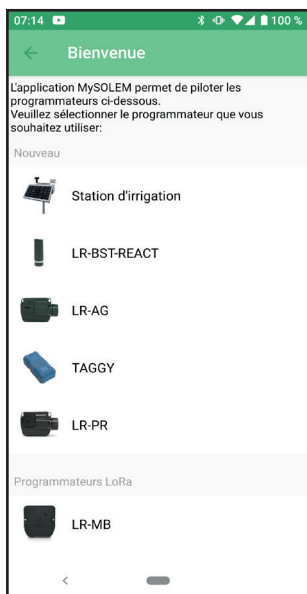 07:14 100 %
Bienvenue
L'application MySOLEM permet de piloter les
programmateurs ci-dessous.
Veuillez sélectionner le programmateur que vous
souhaitez utiliser:
Nouveau
Station d'irrigation
LR-BST-REACT
LR-AG
TAGGY
LR-PR
Programmateurs LoRa
LR-MB